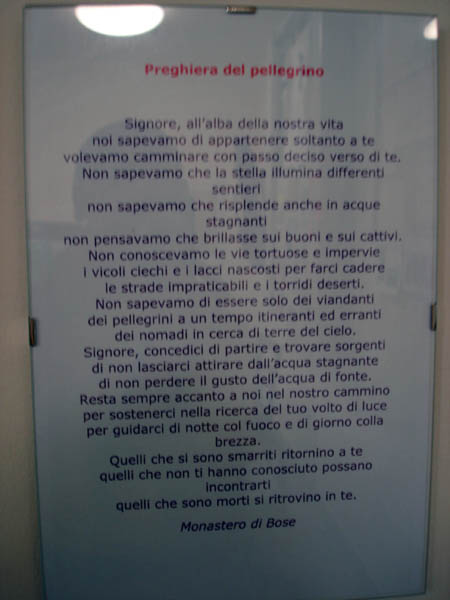 Preghiera del pellegrino
Signore, all'alba della nostra vita
noi sapevamo di appartenere soltanto a te
volevamo camminare con passo deciso verso di te.
Non sapevamo che la stella illumina differenti
sentieri
non sapevamo che risplende anche in acque
stagnanti
non pensavamo che brillasse sui buoni e sui cattivi.
Non conoscevamo le vie tortuose e impervie
i vicoli ciechi e i lacci nascosti per farci cadere
le strade impraticabili e i torridi deserti.
Non sapevamo di essere solo dei viandanti
dei pellegrini a un tempo itineranti ed erranti
dei nomadi in cerca di terre del cielo.
Signore, concedici di partire e trovare sorgenti
di non lasciarci attirare dall'acqua stagnante
di non perdere il gusto dell'acqua di fonte.
Resta sempre accanto a noi nel nostro cammino
per sostenerci nella ricerca del tuo volto di luce
per guidarci di notte col fuoco e di giorno colla
brezza.
Quelli che si sono smarriti ritornino a te
quelli che non ti hanno conosciuto possano
incontrarti
quelli che sono morti si ritrovino in te.
Monastero di Bose